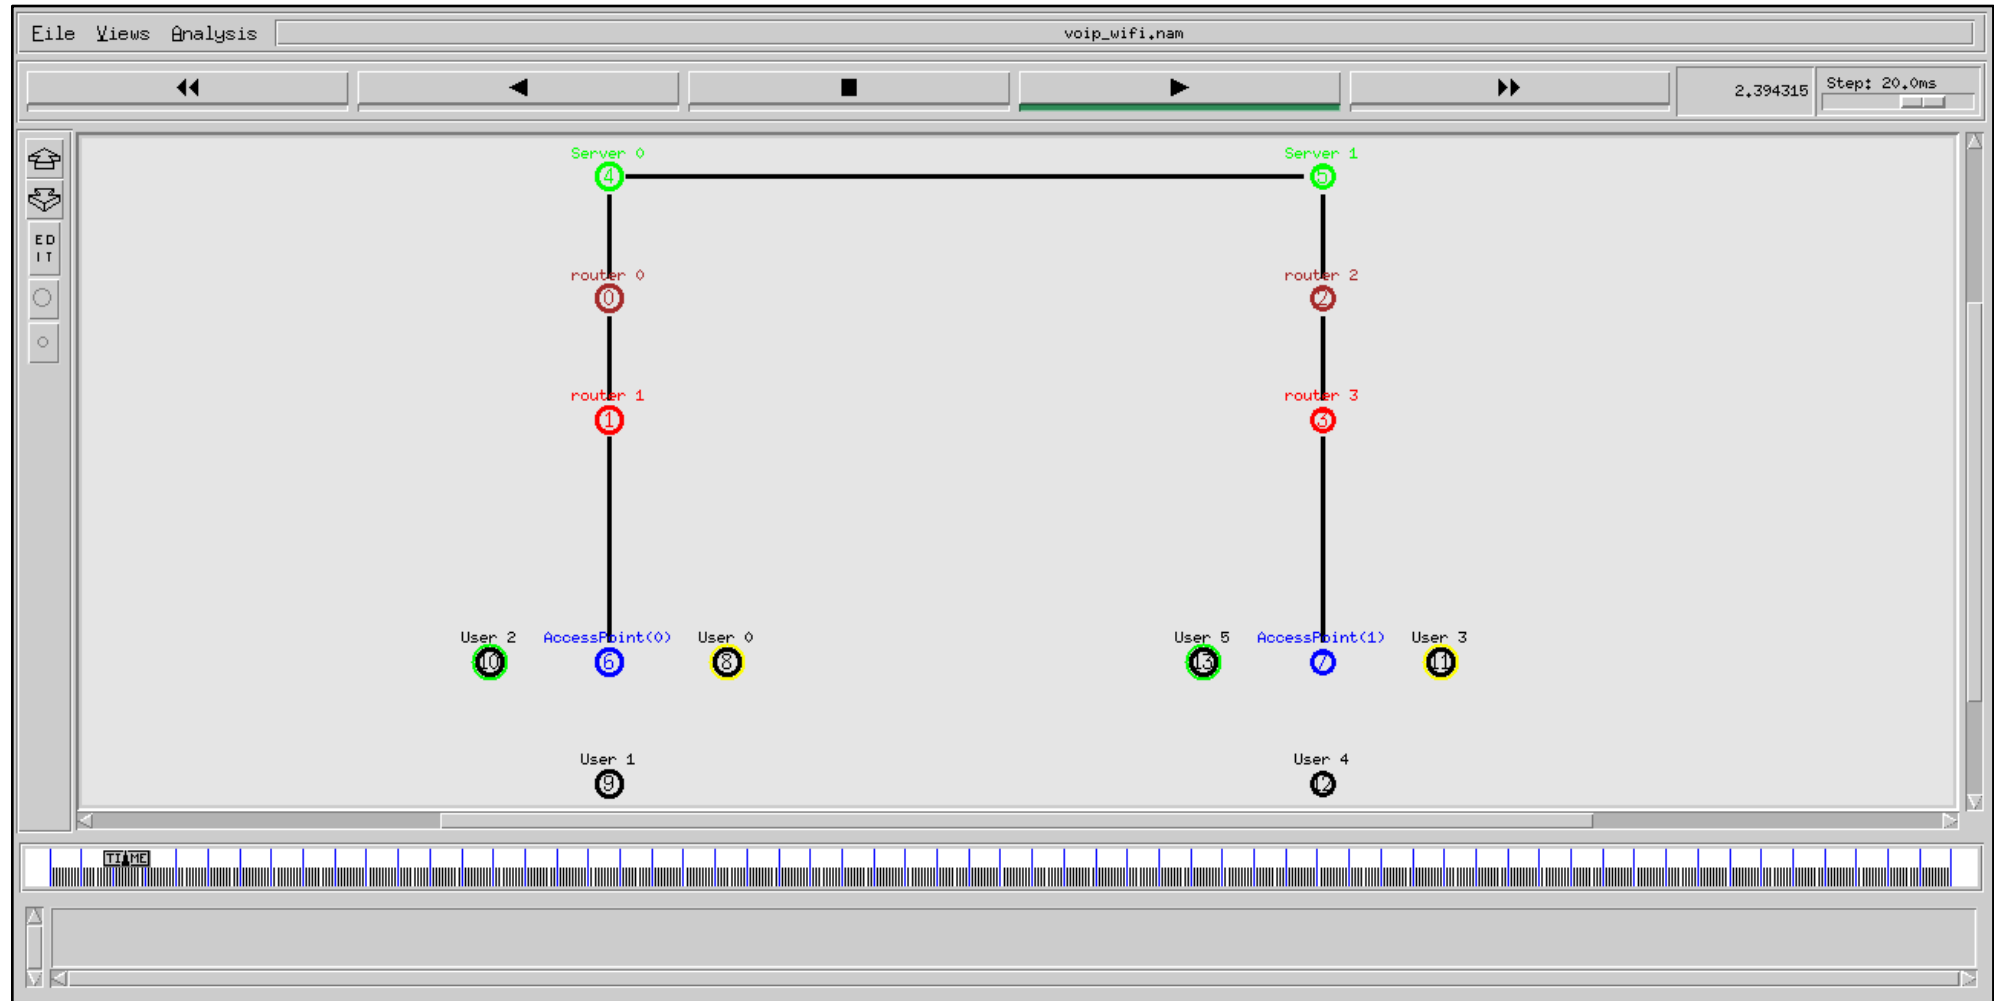 File Views Analysis voip_wifi.nam
2.394315 Step: 20.0ms
Server 0 Server 1
4 5
ED
IT
router 0 router 2
0 2
router 1 router 3
1 3
User 2 AccessPoint(0) User 0 User 5 AccessPoint(1) User 3
10 6 8 13 7 11
User 1 User 4
9 12
TIME